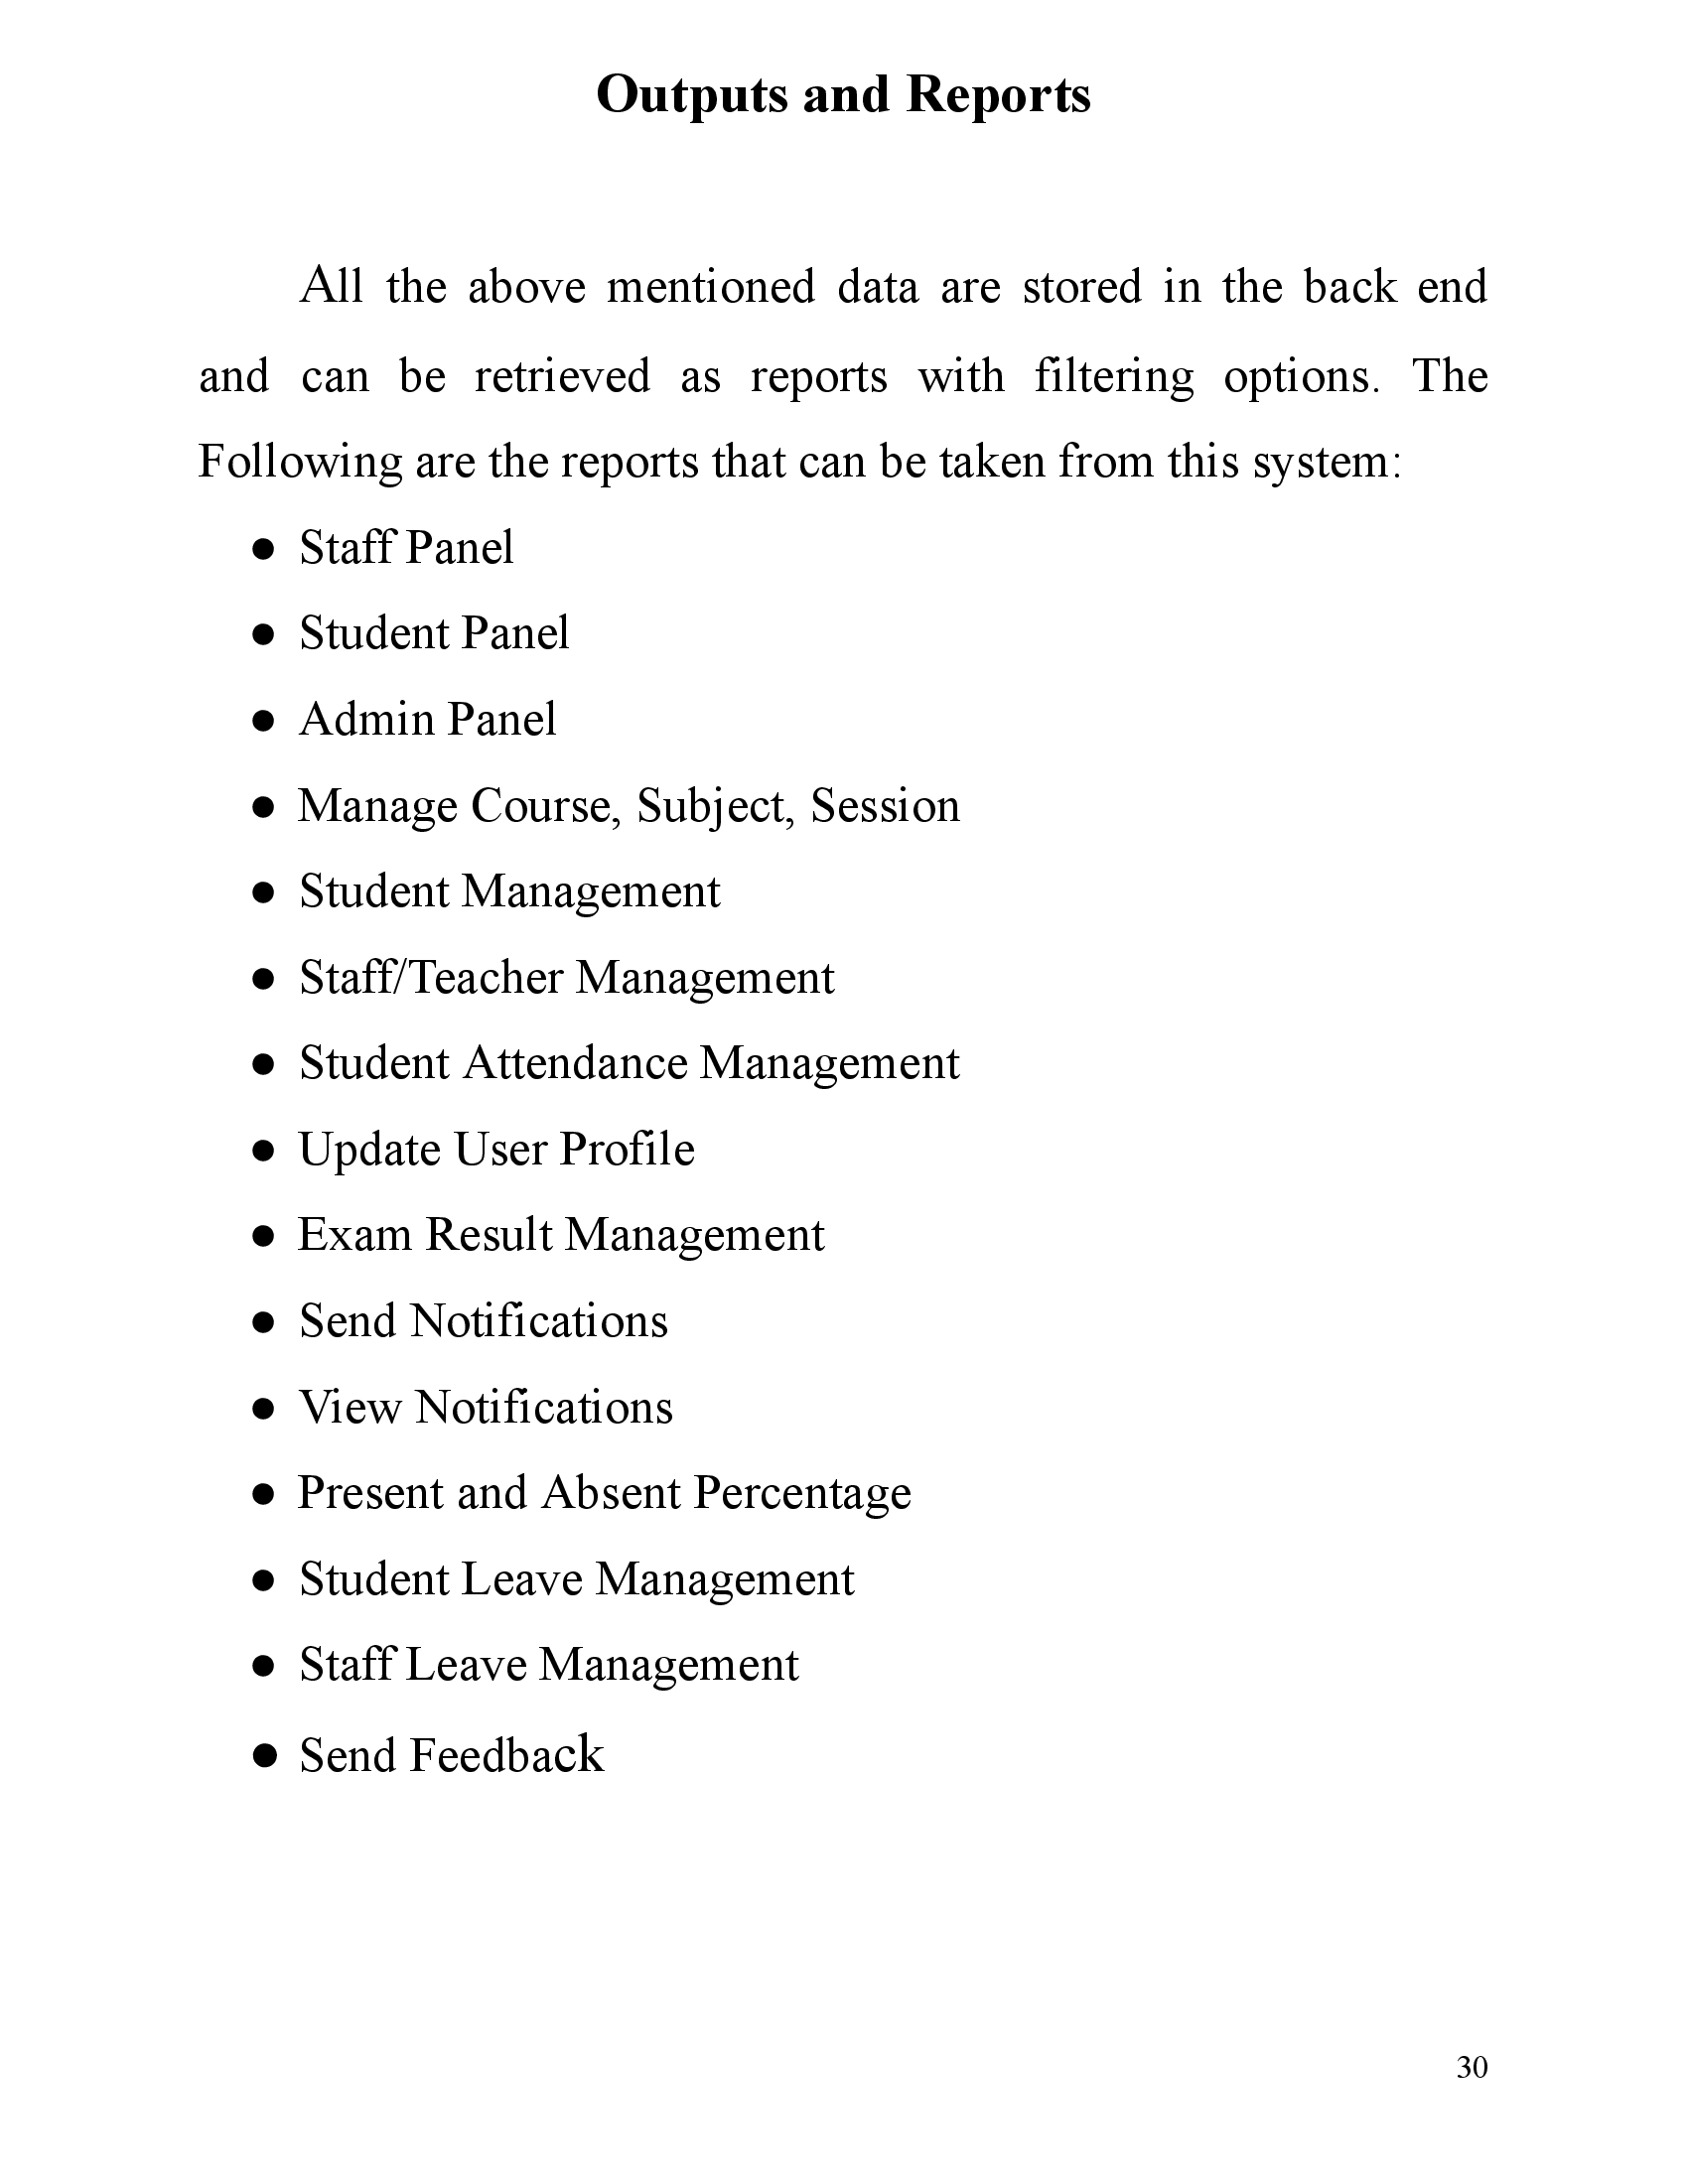 Outputs and Reports
All the above mentioned data are stored in the back end
and can be retrieved as reports with filtering options. The
Following are the reports that can be taken from this system:
● Staff Panel
● Student Panel
● Admin Panel
● Manage Course, Subject, Session
● Student Management
● Staff/Teacher Management
● Student Attendance Management
● Update User Profile
● Exam Result Management
● Send Notifications
● View Notifications
● Present and Absent Percentage
● Student Leave Management
● Staff Leave Management
● Send Feedback
30